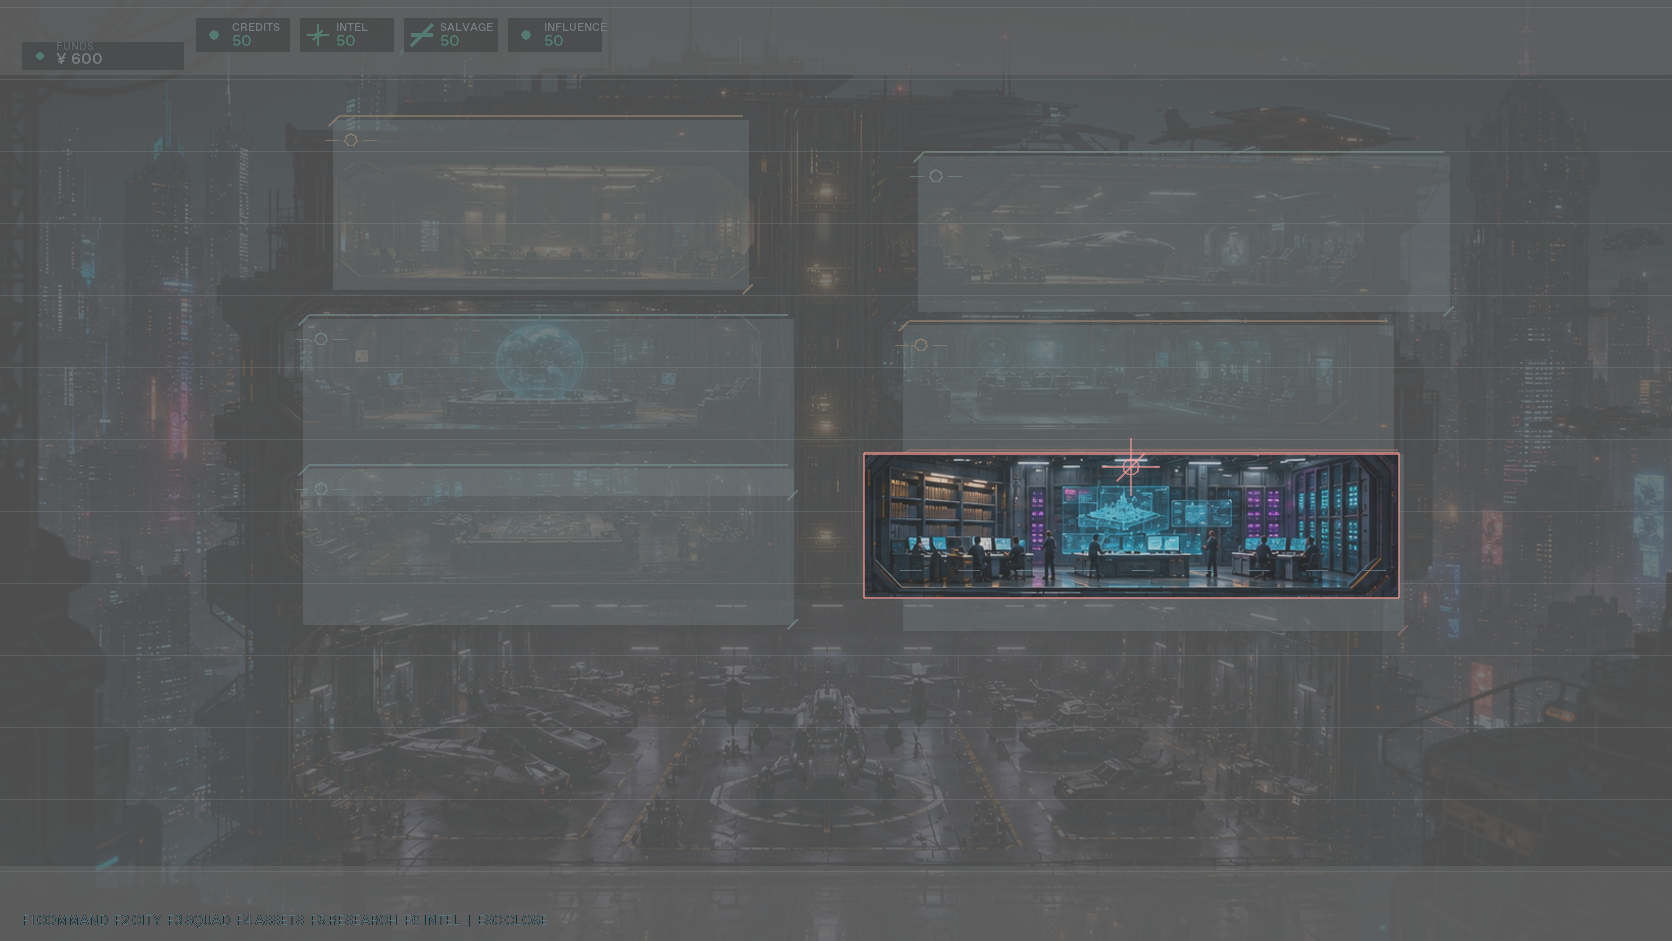 CREDITS
50
INTEL
50
SALVAGE
50
INFLUENCE
50
FUNDS
¥ 600
F1 COMMAND F2 CITY F3 SQUAD F4 ASSETS F5 RESEARCH F6 INTEL | ESC CLOSE